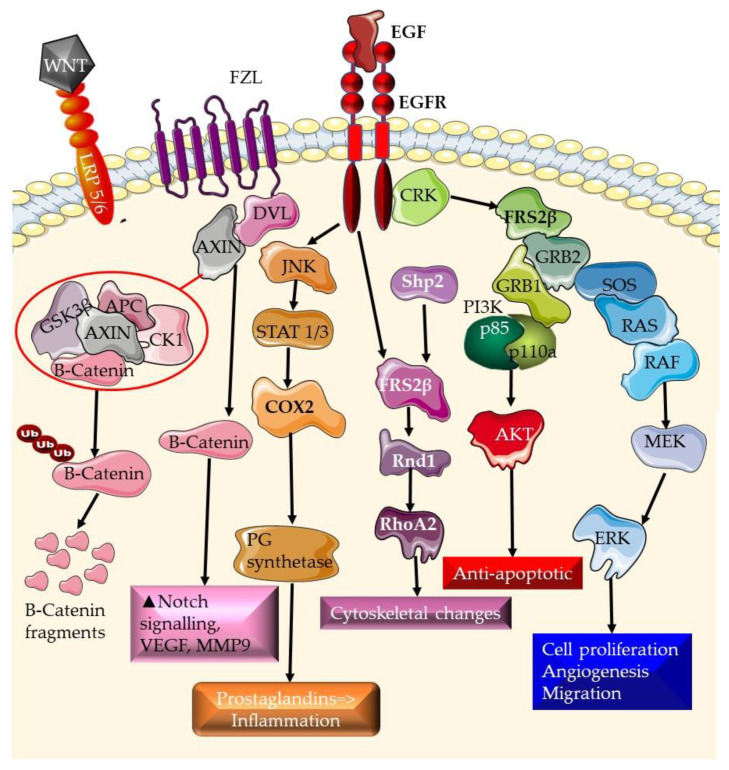 EGF
WNT
FZL
EGFR
LRP 5/6
CRK
DVL
FRS2β
AXIN
GRB2
JNK
Shp2
SOS
GRB1
GSK3β
APC
PI3K
AXIN
CK1
STAT 1/3
p85
RAS
p110a
RAF
B-Catenin
FRS2β
COX2
AKT
Ub
Ub
Ub
B-Catenin
MEK
B-Catenin
Rnd1
RhoA2
PG
synthetase
ERK
Anti-apoptotic
B-Catenin
fragments
▲Notch
signalling,
VEGF, MMP9
Cytoskeletal changes
Cell proliferation
Angiogenesis
Migration
Prostaglandins=>
Inflammation